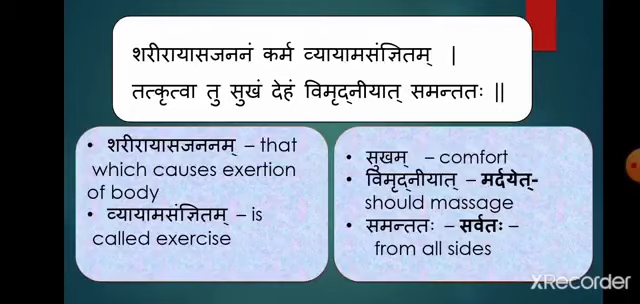 शरीरायासजननं कर्म व्यायामसंज्ञितम् |
तत्कृत्वा तु सुखं देहं विमृद्नीयात् समन्ततः ||
• शरीरायासजननम् – that
which causes exertion
of body
• व्यायामसंज्ञितम् – is
called exercise
• सुखम् – comfort
• विमृद्नीयात् – मर्दयेत्-
should massage
• समन्ततः – सर्वतः –
from all sides
XRecorder